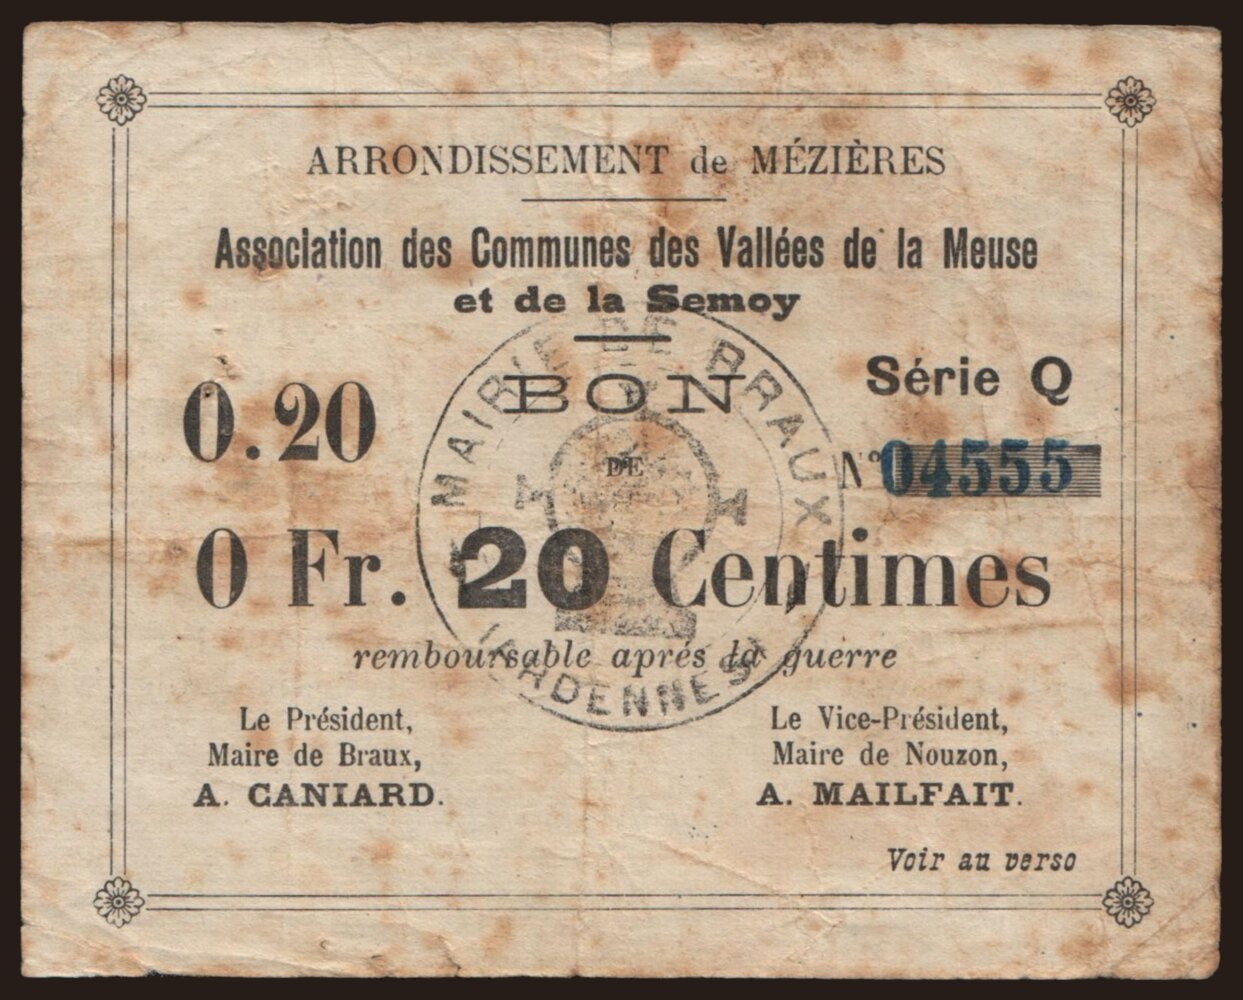 ARRONDISSEMENT de MÉZIÈRES
Association des Communes des Vallées de la Meuse
et de la Semoy
0.20
BON
DE
Série Q
Nº 04555
0 Fr. 20 Centimes
remboursable aprés la guerre
MAIRIE DE BRAUX
(ARDENNES)
Le Président,
Maire de Braux,
A. CANIARD.
Le Vice-Président,
Maire de Nouzon,
A. MAILFAIT.
Voir au verso